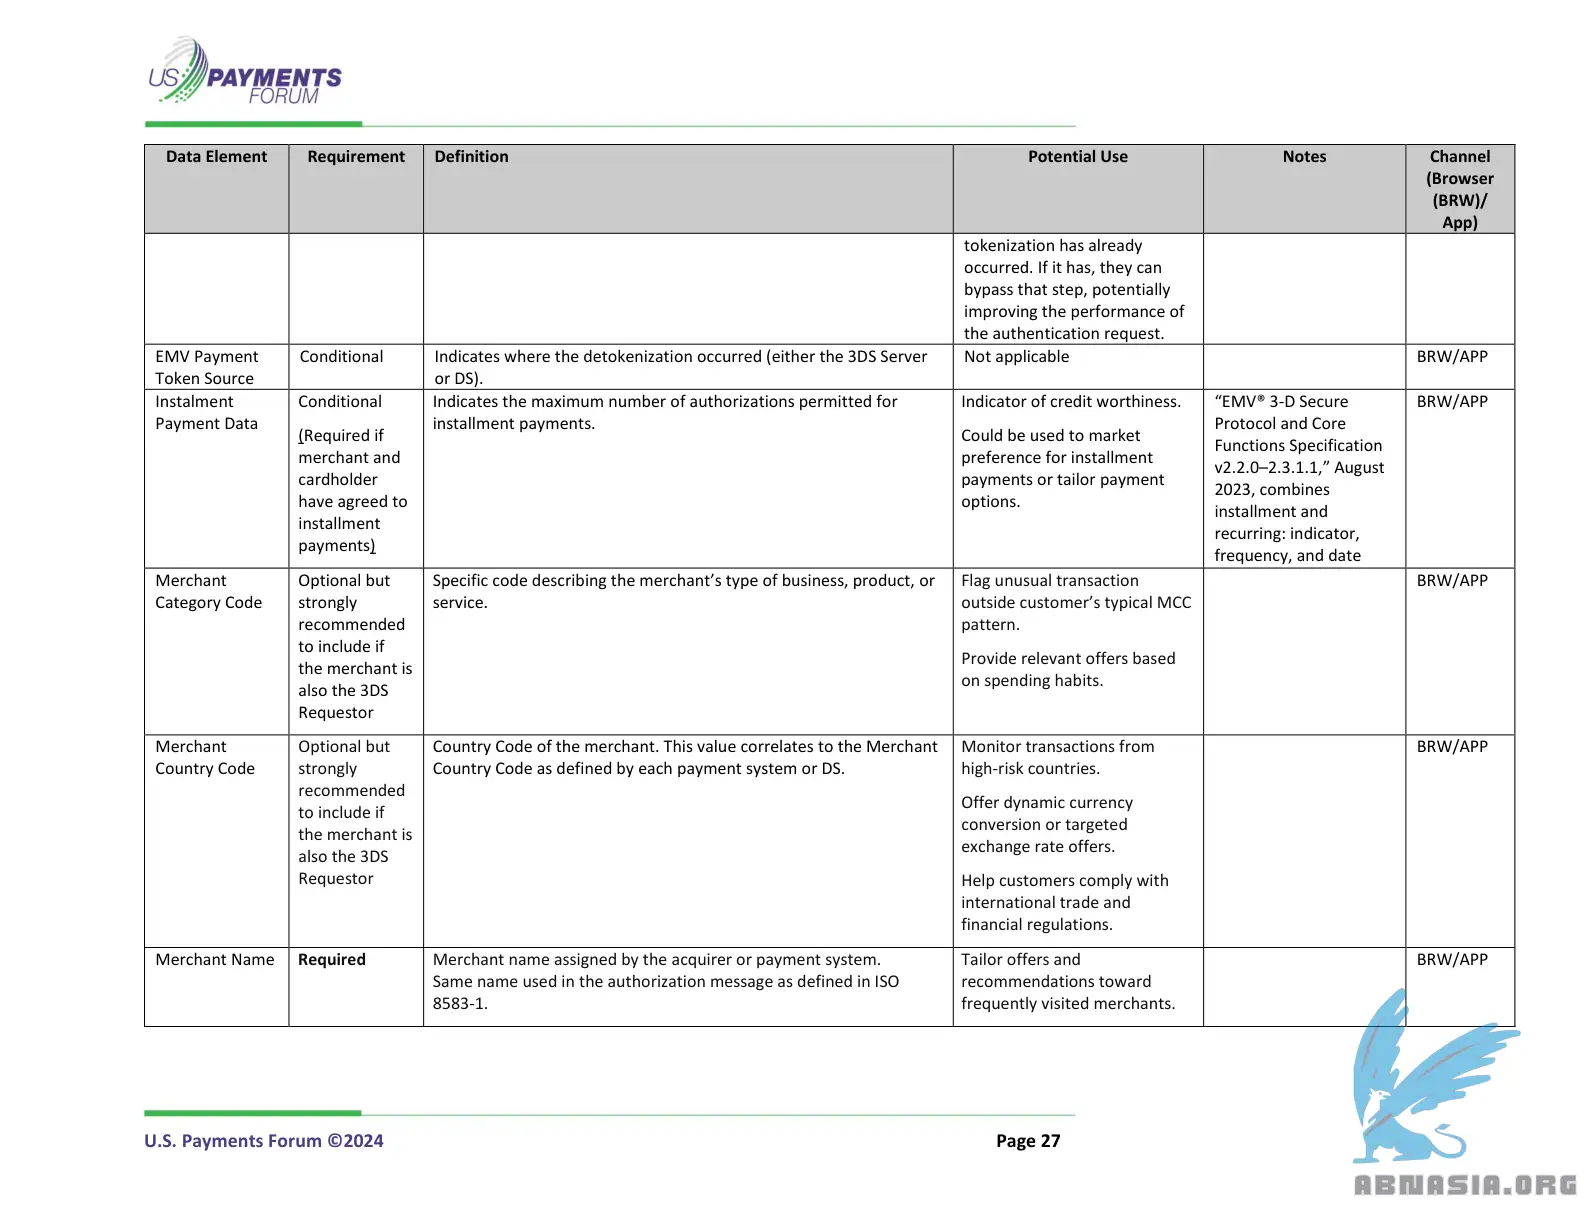 US PAYMENTS
FORUM
Data Element
Requirement
Definition
Potential Use
Notes
Channel
(Browser
(BRW)/
App)
tokenization has already
occurred. If it has, they can
bypass that step, potentially
improving the performance of
the authentication request.
EMV Payment
Token Source
Conditional
Indicates where the detokenization occurred (either the 3DS Server
or DS).
Not applicable
BRW/APP
Instalment
Payment Data
Conditional
(Required if
merchant and
cardholder
have agreed to
installment
payments)
Indicates the maximum number of authorizations permitted for
installment payments.
Indicator of credit worthiness.
Could be used to market
preference for installment
payments or tailor payment
options.
“EMV® 3-D Secure
Protocol and Core
Functions Specification
v2.2.0–2.3.1.1,” August
2023, combines
installment and
recurring: indicator,
frequency, and date
BRW/APP
Merchant
Category Code
Optional but
strongly
recommended
to include if
the merchant is
also the 3DS
Requestor
Specific code describing the merchant’s type of business, product, or
service.
Flag unusual transaction
outside customer’s typical MCC
pattern.
Provide relevant offers based
on spending habits.
BRW/APP
Merchant
Country Code
Optional but
strongly
recommended
to include if
the merchant is
also the 3DS
Requestor
Country Code of the merchant. This value correlates to the Merchant
Country Code as defined by each payment system or DS.
Monitor transactions from
high-risk countries.
Offer dynamic currency
conversion or targeted
exchange rate offers.
Help customers comply with
international trade and
financial regulations.
BRW/APP
Merchant Name
Required
Merchant name assigned by the acquirer or payment system.
Same name used in the authorization message as defined in ISO
8583-1.
Tailor offers and
recommendations toward
frequently visited merchants.
BRW/APP
U.S. Payments Forum ©2024
Page 27
ABNASIA.ORG